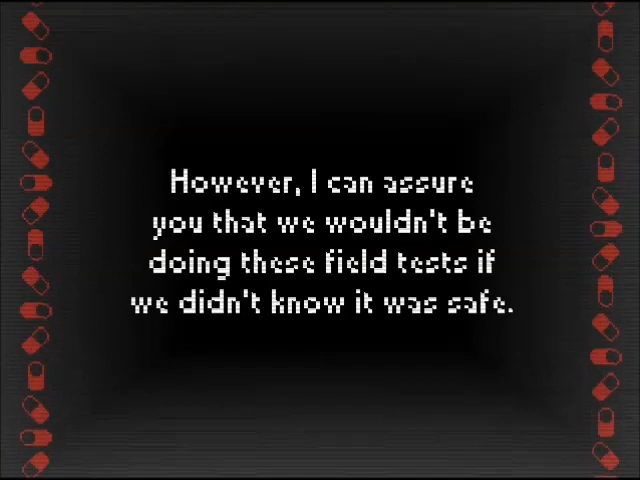 However, I can assure
you that we wouldn't be
doing these field tests if
we didn't know it was safe.